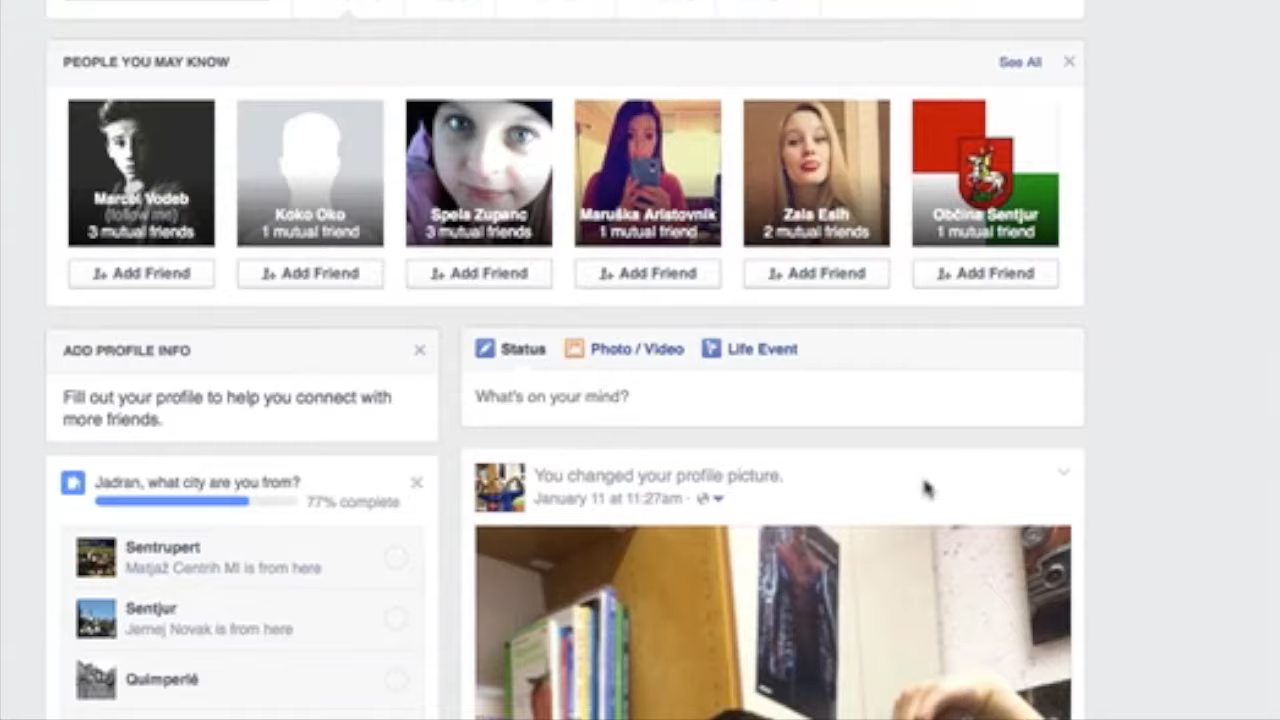 PEOPLE YOU MAY KNOW
See All
Marcel Vodeb
(follow me)
3 mutual friends
Koko Oko
1 mutual friend
Spela Zupanc
3 mutual friends
Maruška Aristovnik
1 mutual friend
Zala Eslh
2 mutual friends
Občina Sentjur
1 mutual friend
Add Friend
Add Friend
Add Friend
Add Friend
Add Friend
Add Friend
ADD PROFILE INFO
Fill out your profile to help you connect with
more friends.
Status
Photo / Video
Life Event
What's on your mind?
Jadran, what city are you from?
77% complete
Sentrupert
Matjaž Centrih Ml is from here
Sentjur
Jernej Novak is from here
Quimperlé
You changed your profile picture.
January 11 at 11:27am ·